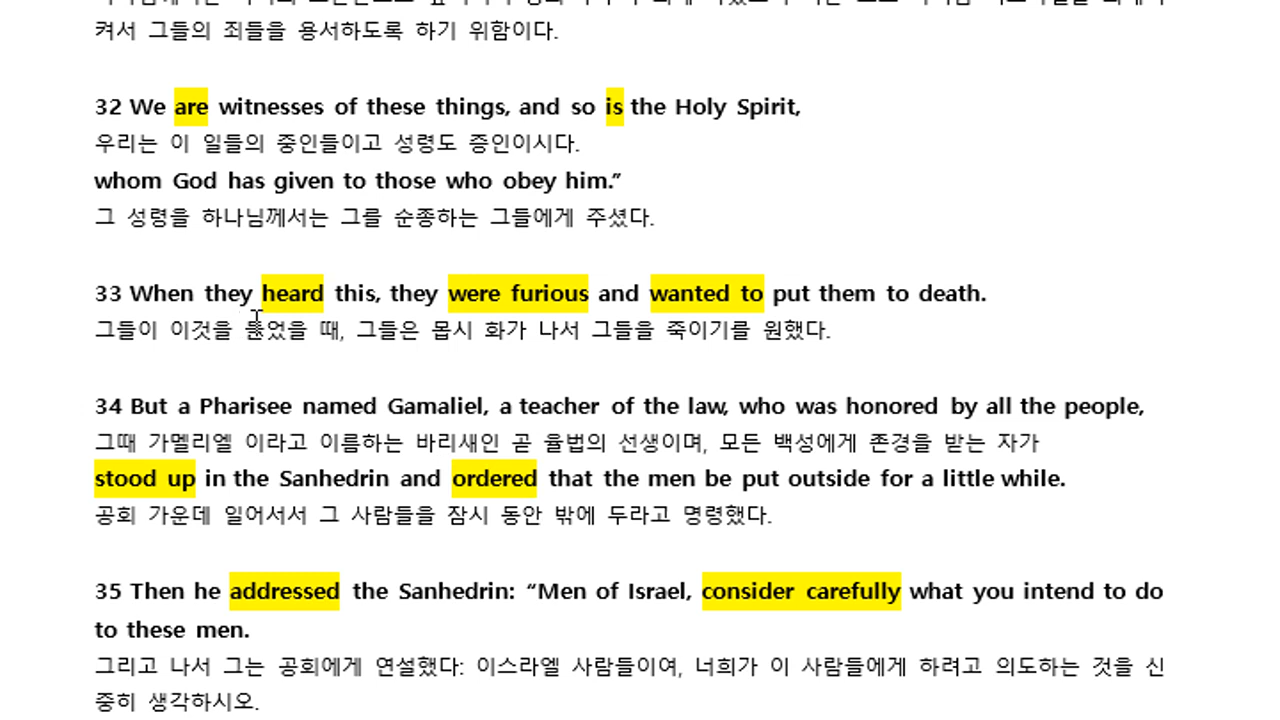 켜서 그들의 죄들을 용서하도록 하기 위함이다.
32 We are witnesses of these things, and so is the Holy Spirit,
우리는 이 일들의 중인들이고 성령도 증인이시다.
whom God has given to those who obey him.”
그 성령을 하나님께서는 그를 순종하는 그들에게 주셨다.
33 When they heard this, they were furious and wanted to put them to death.
그들이 이것을 들었을 때, 그들은 몹시 화가 나서 그들을 죽이기를 원했다.
34 But a Pharisee named Gamaliel, a teacher of the law, who was honored by all the people,
그때 가멜리엘 이라고 이름하는 바리새인 곧 율법의 선생이며, 모든 백성에게 존경을 받는 자가
stood up in the Sanhedrin and ordered that the men be put outside for a little while.
공회 가운데 일어서서 그 사람들을 잠시 동안 밖에 두라고 명령했다.
35 Then he addressed the Sanhedrin: “Men of Israel, consider carefully what you intend to do
to these men.
그리고 나서 그는 공회에게 연설했다: 이스라엘 사람들이여, 너희가 이 사람들에게 하려고 의도하는 것을 신
중히 생각하시오.